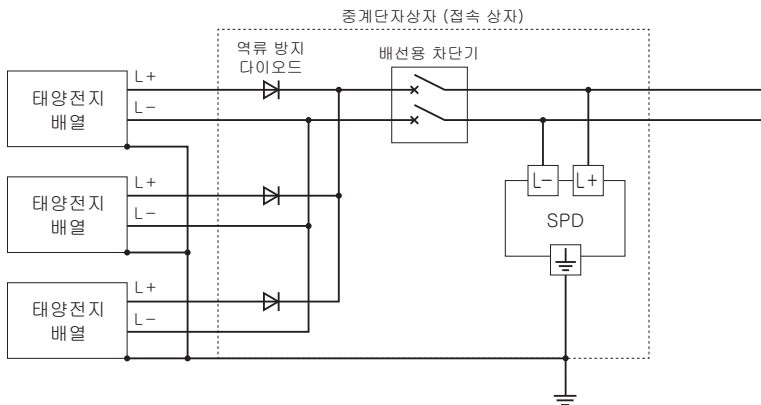 중계단자상자 (접속 상자)
역류 방지
다이오드
배선용 차단기
태양전지
배열
L+
L-
태양전지
배열
L+
L-
태양전지
배열
L+
L-
L-
L+
SPD